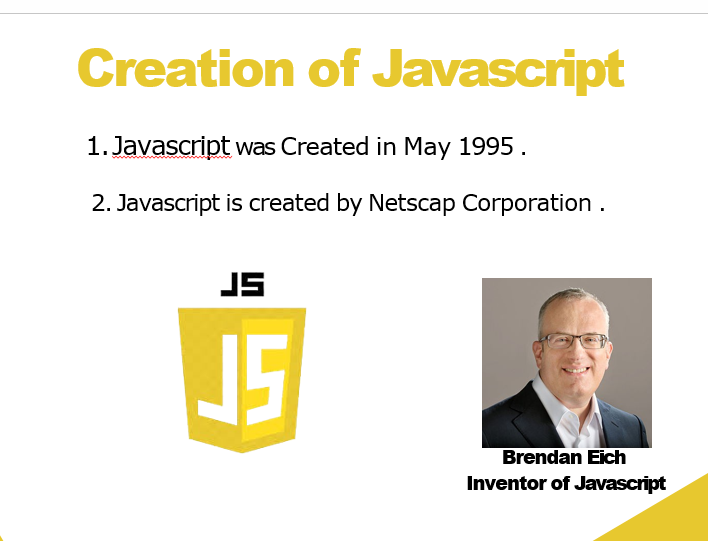 Creation of Javascript
1. Javascript was Created in May 1995 .
2. Javascript is created by Netscap Corporation .
JS
JS
Brendan Eich
Inventor of Javascript